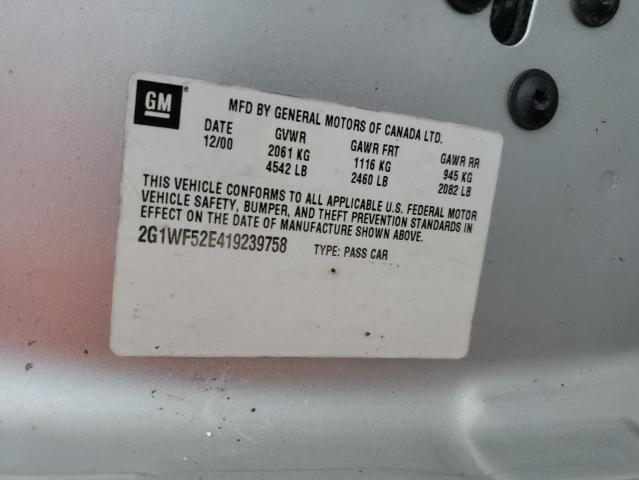 GM
MFD BY GENERAL MOTORS OF CANADA LTD.
DATE GVWR GAWR FRT GAWR RR
12/00 2061 KG 1116 KG 945 KG
4542 LB 2460 LB 2082 LB
THIS VEHICLE CONFORMS TO ALL APPLICABLE U.S. FEDERAL MOTOR
VEHICLE SAFETY, BUMPER, AND THEFT PREVENTION STANDARDS IN
EFFECT ON THE DATE OF MANUFACTURE SHOWN ABOVE.
2G1WF52E419239758 TYPE: PASS CAR